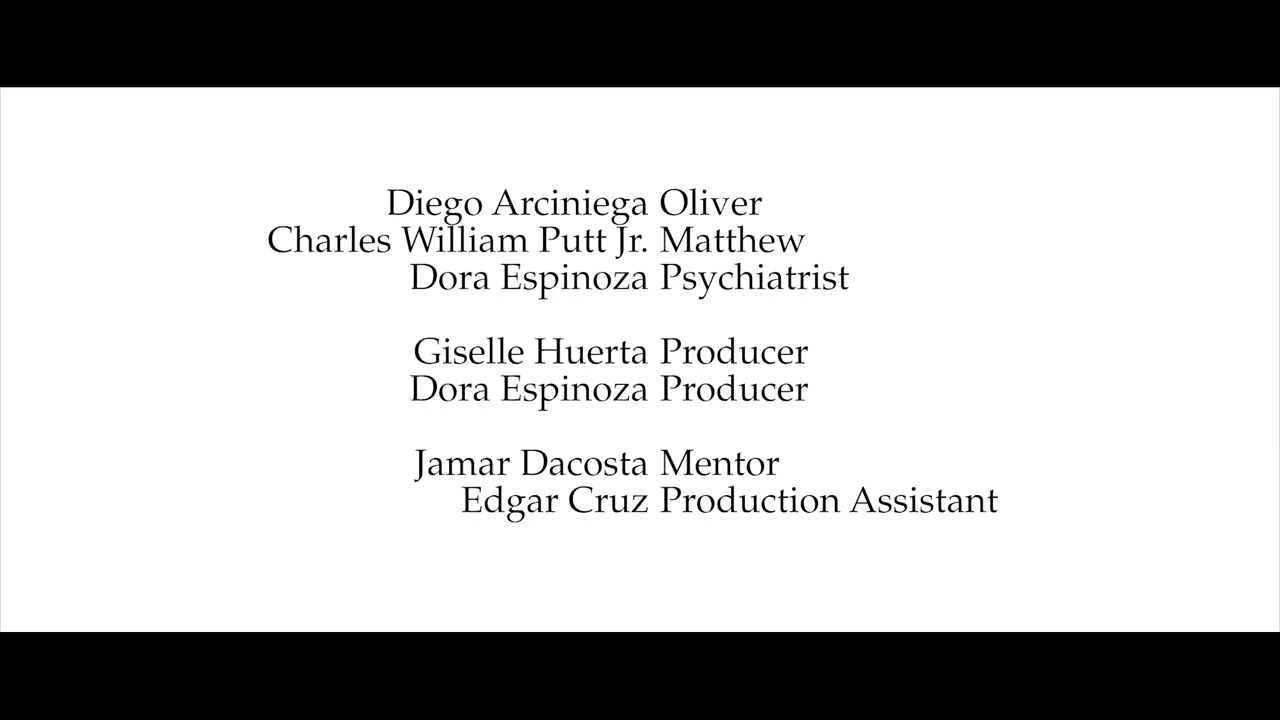 Diego Arciniega Oliver
Charles William Putt Jr. Matthew
Dora Espinoza Psychiatrist
Giselle Huerta Producer
Dora Espinoza Producer
Jamar Dacosta Mentor
Edgar Cruz Production Assistant